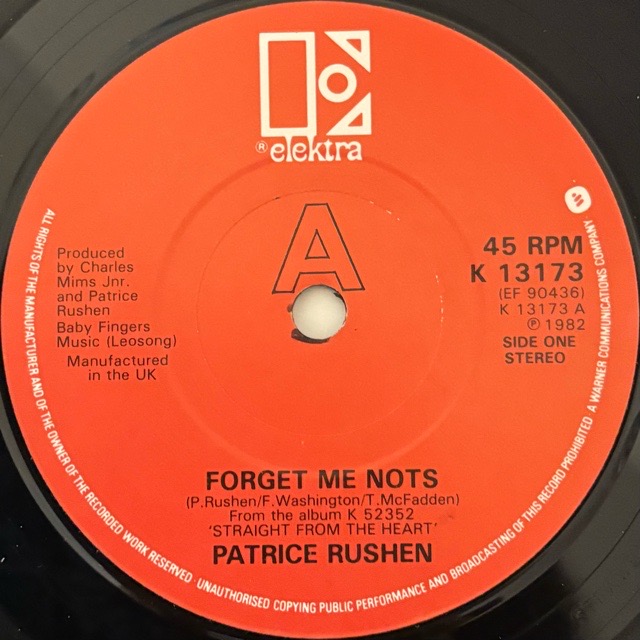 ® elektra
A
Produced
by Charles
Mims Jnr.
and Patrice
Rushen
Baby Fingers
Music (Leosong)
Manufactured
in the UK
45 RPM
K 13173
(EF 90436)
K 13173 A
℗ 1982
SIDE ONE
STEREO
FORGET ME NOTS
(P.Rushen/F.Washington/T.McFadden)
From the album K 52352
'STRAIGHT FROM THE HEART'
PATRICE RUSHEN
ALL RIGHTS OF THE MANUFACTURER AND OF THE OWNER OF THE RECORDED WORK RESERVED. UNAUTHORISED COPYING PUBLIC PERFORMANCE AND BROADCASTING OF THIS RECORD PROHIBITED A WARNER COMMUNICATIONS COMPANY